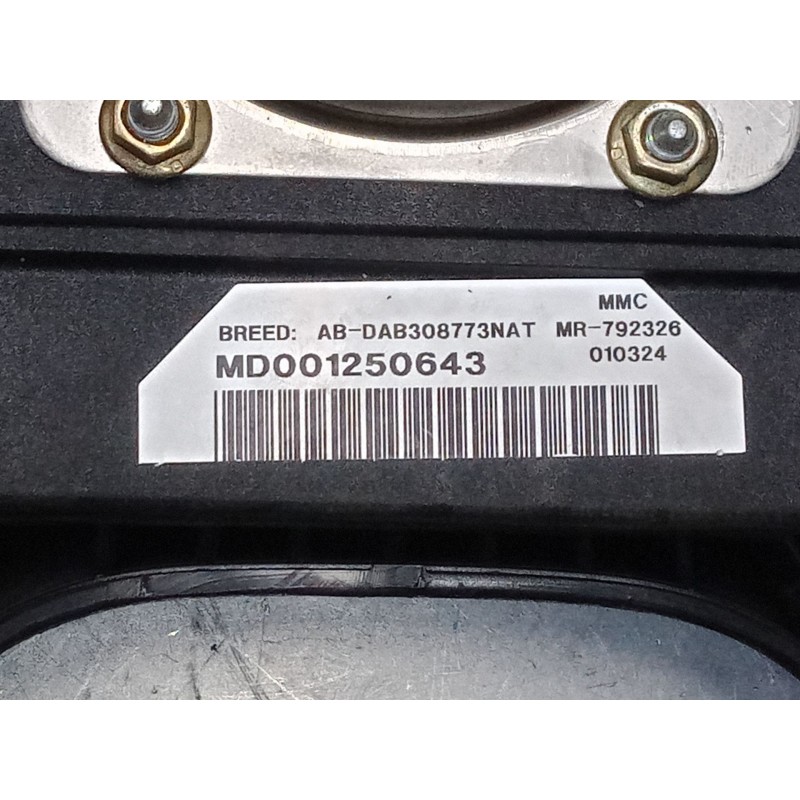 MMC
BREED: AB-DAB308773NAT MR-792326
MD001250643 010324